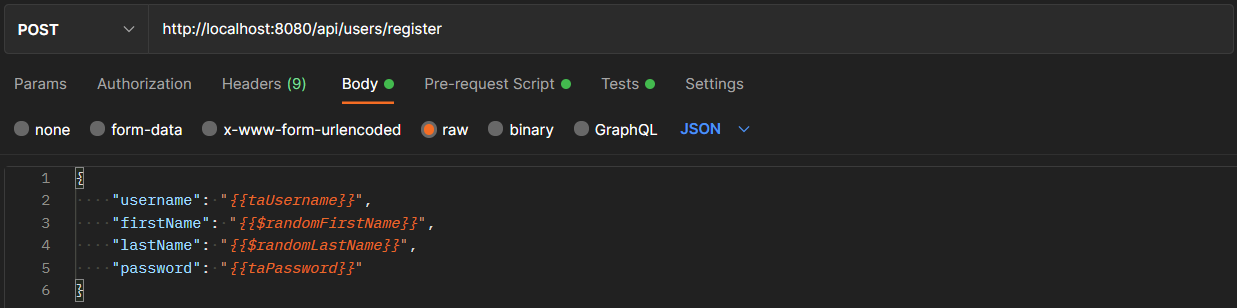 POST http://localhost:8080/api/users/register
Params Authorization Headers (9) Body Pre-request Script Tests Settings
none form-data x-www-form-urlencoded raw binary GraphQL JSON
1 {
2 "username": "{{taUsername}}",
3 "firstName": "{{$randomFirstName}}",
4 "lastName": "{{$randomLastName}}",
5 "password": "{{taPassword}}"
6 }